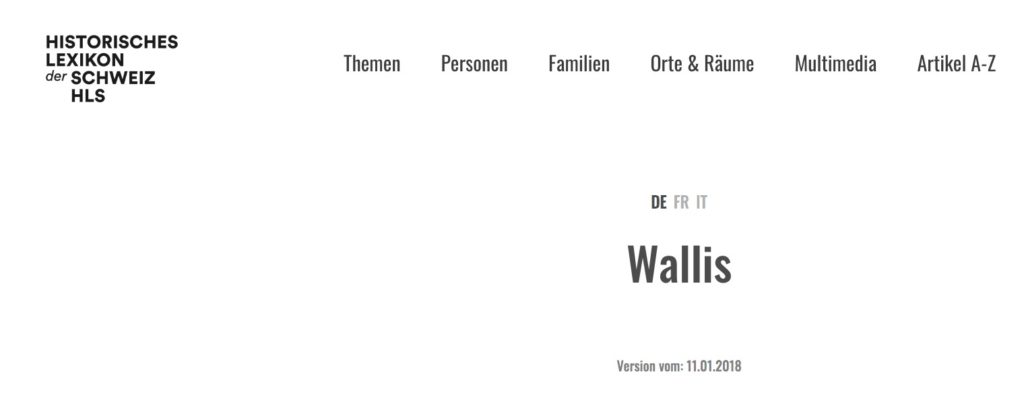 HISTORISCHES
LEXIKON
der SCHWEIZ
HLS
Themen Personen Familien Orte & Räume Multimedia Artikel A-Z
DE FR IT
Wallis
Version vom: 11.01.2018